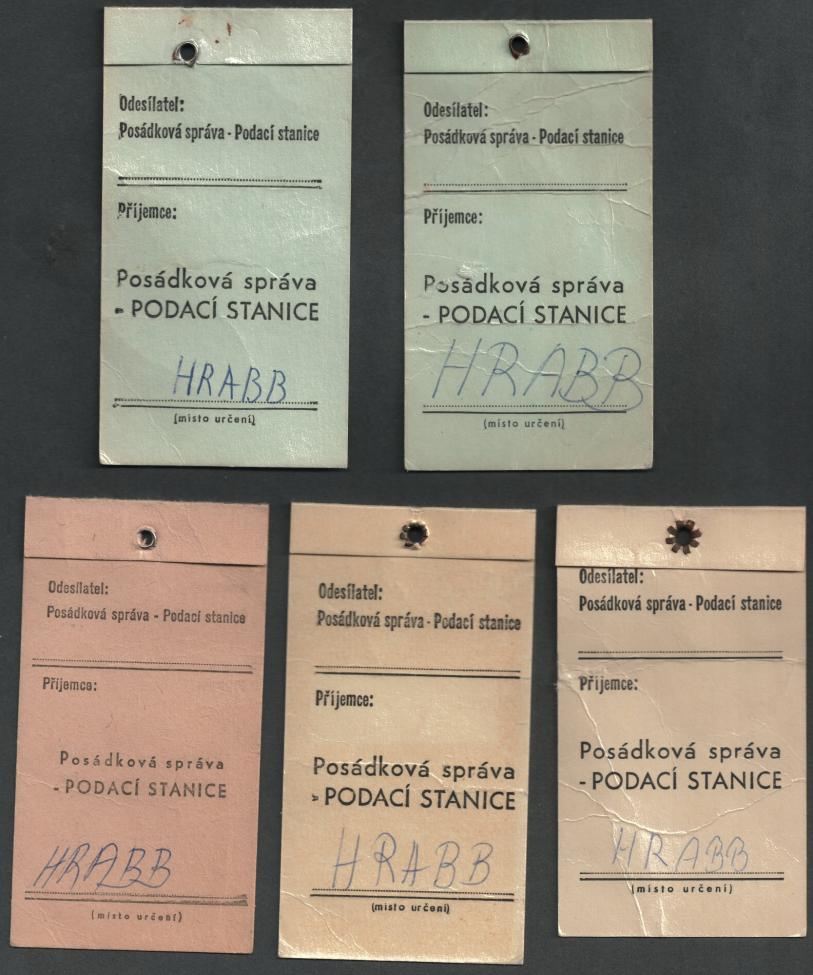 Odesílatel:
Posádková správa - Podací stanice
Příjemce:
Posádková správa
- PODACÍ STANICE
HRABB
(místo určení)
Odesílatel:
Posádková správa - Podací stanice
Příjemce:
Posádková správa
- PODACÍ STANICE
HRABB
(místo určení)
Odesílatel:
Posádková správa - Podací stanice
Příjemce:
Posádková správa
- PODACÍ STANICE
HRABB
(místo určení)
Odesílatel:
Posádková správa - Podací stanice
Příjemce:
Posádková správa
- PODACÍ STANICE
HRABB
(místo určení)
Odesílatel:
Posádková správa - Podací stanice
Příjemce:
Posádková správa
- PODACÍ STANICE
HRABB
(místo určení)